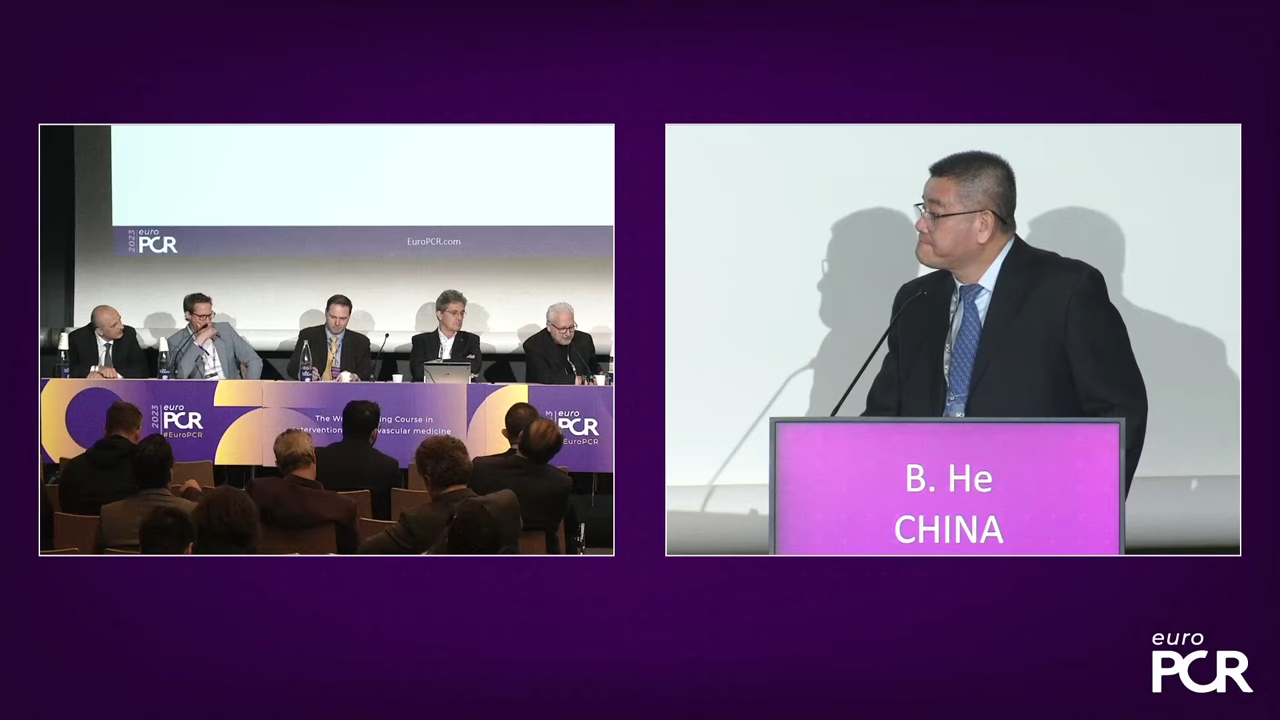 2023
euro
PCR
EuroPCR.com
2023
euro
PCR
#EuroPCR
The Wo
ing Course in
vascular medicine
euro
PCR
EuroPCR
B. He
CHINA
euro
PCR